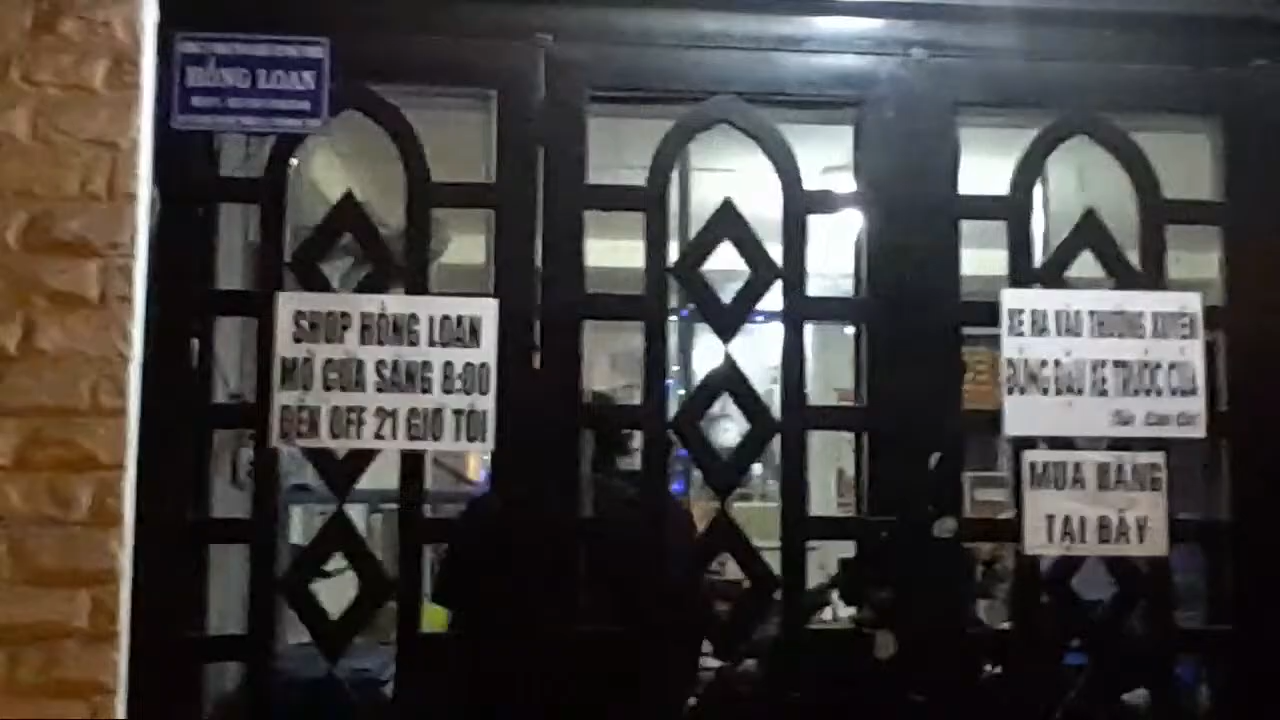 HỒNG LOAN
SHOP HỒNG LOAN
MỞ CỬA SÁNG 8:00
ĐẾN OFF 21 GIỜ TỐI
XE RA VÀO THƯỜNG XUYÊN
ĐỪNG ĐẬU XE TRƯỚC CỬA
MUA HÀNG
TẠI ĐÂY